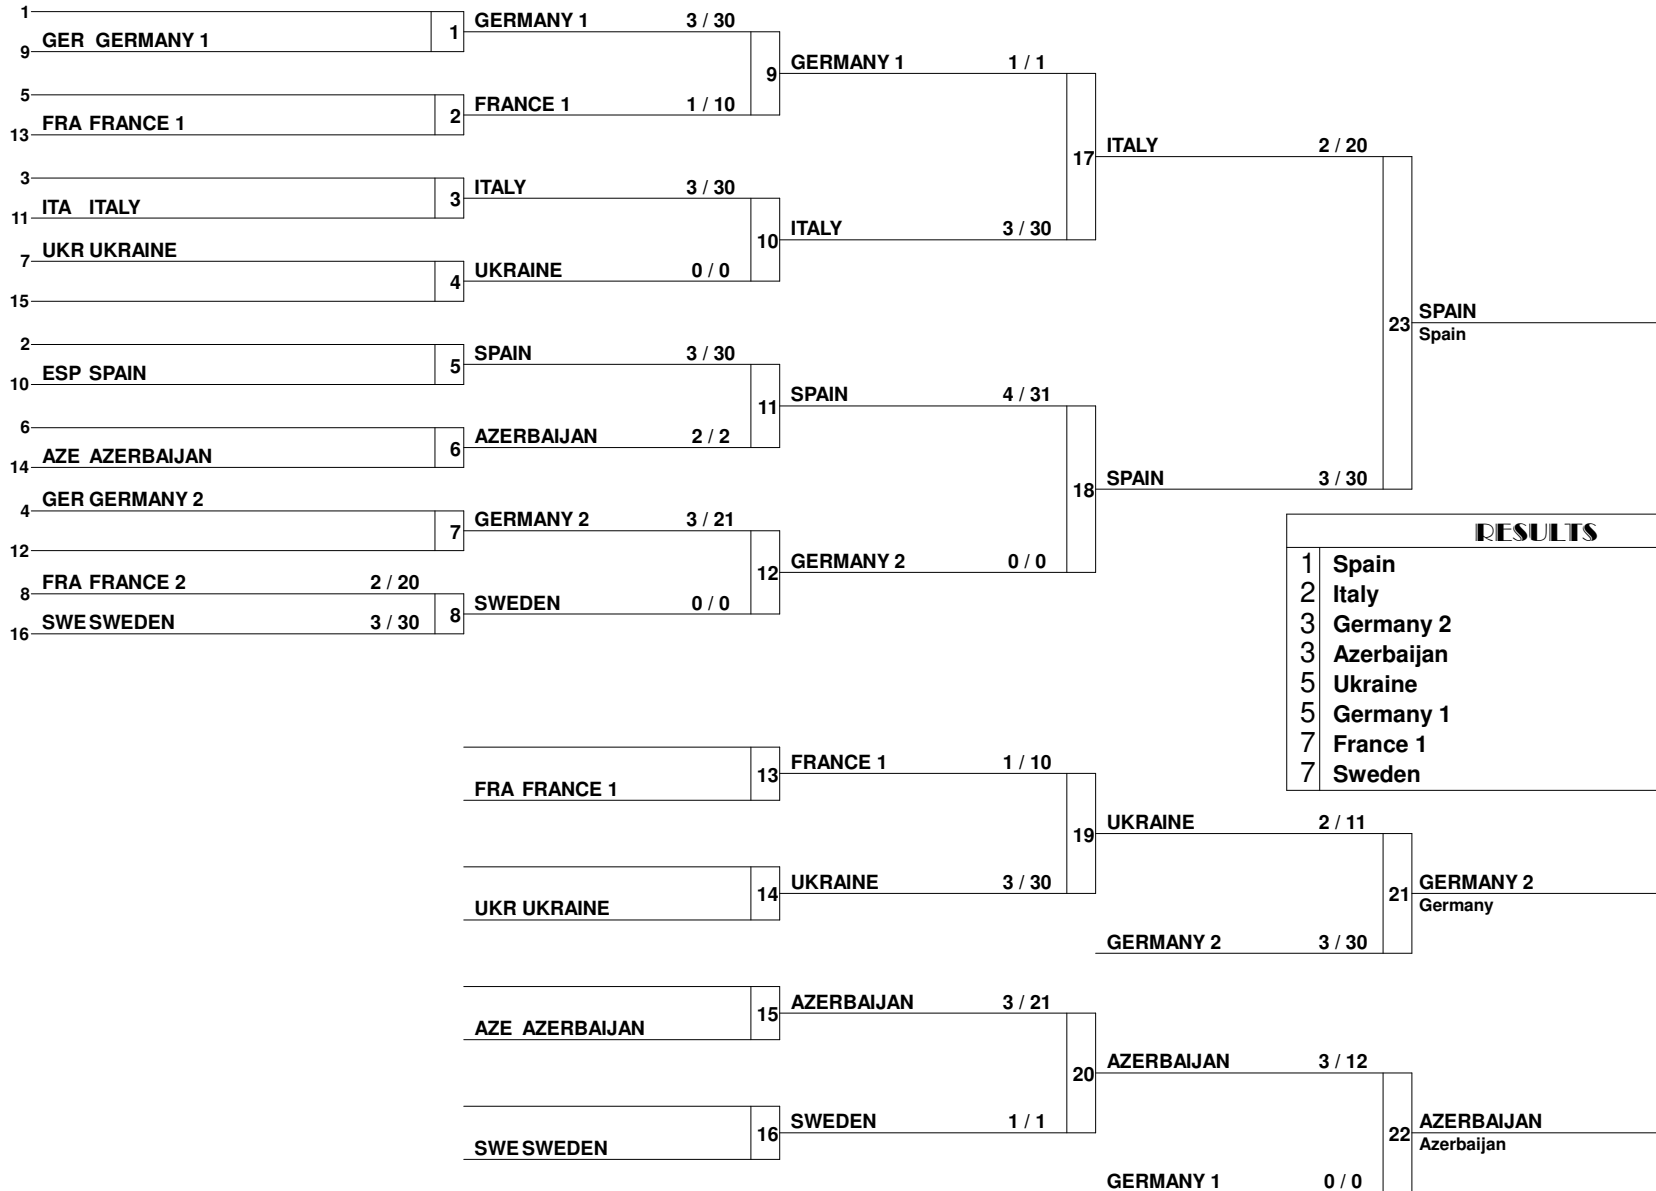 1
GER GERMANY 1
9
1
GERMANY 1 3 / 30
5
FRA FRANCE 1
13
2
FRANCE 1 1 / 10
9
GERMANY 1 1 / 1
3
ITA ITALY
11
3
ITALY 3 / 30
UKR UKRAINE
7
15
4
UKRAINE 0 / 0
10
ITALY 3 / 30
17
ITALY 2 / 20
2
ESP SPAIN
10
5
SPAIN 3 / 30
6
AZE AZERBAIJAN
14
6
AZERBAIJAN 2 / 2
11
SPAIN 4 / 31
GER GERMANY 2
4
12
7
GERMANY 2 3 / 21
FRA FRANCE 2 2 / 20
8
SWE SWEDEN 3 / 30
16
8
SWEDEN 0 / 0
12
GERMANY 2 0 / 0
18
SPAIN 3 / 30
23
SPAIN
Spain
RESULTS
1 Spain
2 Italy
3 Germany 2
3 Azerbaijan
5 Ukraine
5 Germany 1
7 France 1
7 Sweden
FRA FRANCE 1
13
FRANCE 1 1 / 10
UKR UKRAINE
14
UKRAINE 3 / 30
19
UKRAINE 2 / 11
GERMANY 2 3 / 30
21
GERMANY 2
Germany
AZE AZERBAIJAN
15
AZERBAIJAN 3 / 21
SWE SWEDEN
16
SWEDEN 1 / 1
20
AZERBAIJAN 3 / 12
GERMANY 1 0 / 0
22
AZERBAIJAN
Azerbaijan